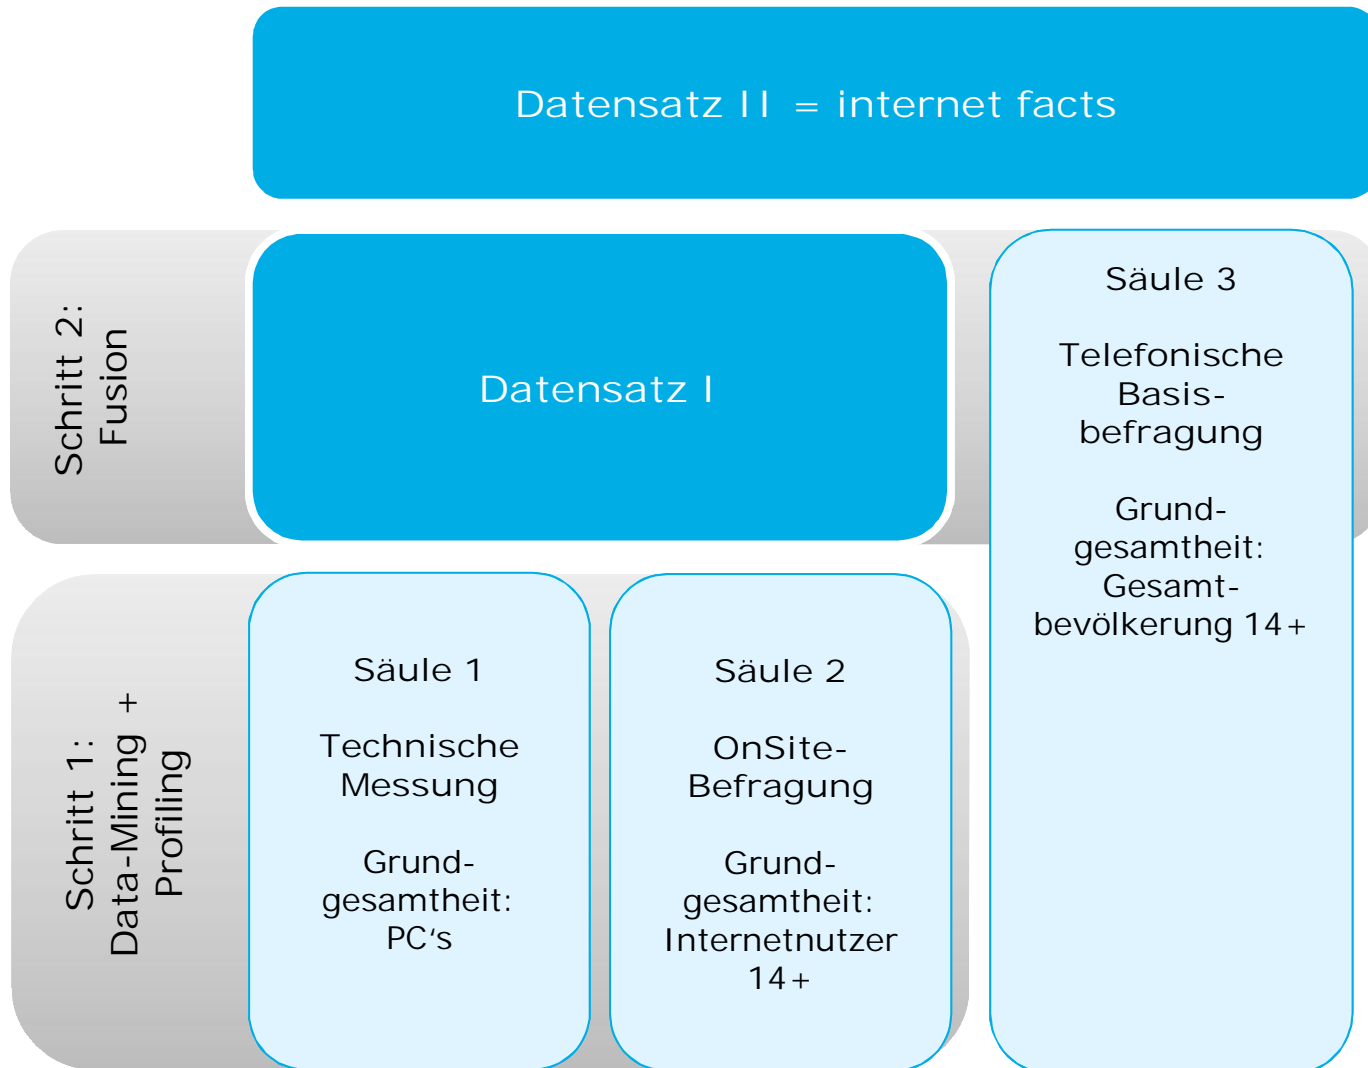 Datensatz II = internet facts
Schritt 2:
Fusion
Datensatz I
Säule 3
Telefonische
Basis-
befragung
Grund-
gesamtheit:
Gesamt-
bevölkerung 14+
Schritt 1:
Data-Mining +
Profiling
Säule 1
Technische
Messung
Grund-
gesamtheit:
PC‘s
Säule 2
OnSite-
Befragung
Grund-
gesamtheit:
Internetnutzer
14+